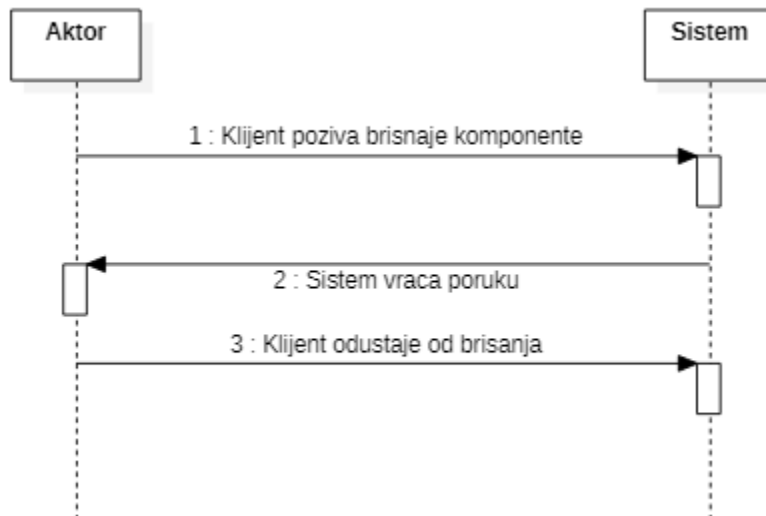 Aktor
Sistem
1 : Klijent poziva brisnaje komponente
2 : Sistem vraca poruku
3 : Klijent odustaje od brisanja